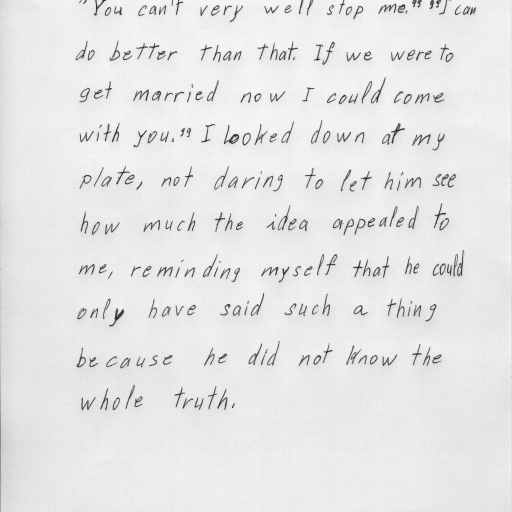 "You can't very well stop me." "I can
do better than that. If we were to
get married now I could come
with you." I looked down at my
plate, not daring to let him see
how much the idea appealed to
me, reminding myself that he could
only have said such a thing
because he did not know the
whole truth.